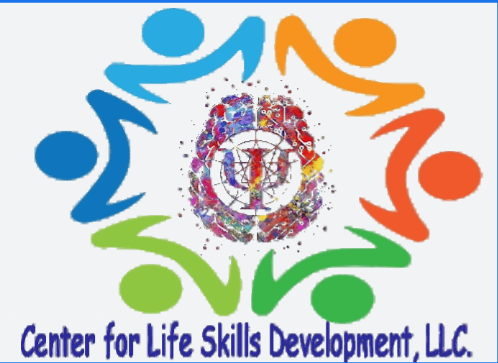 Ψ
Center for Life Skills Development, LLC.